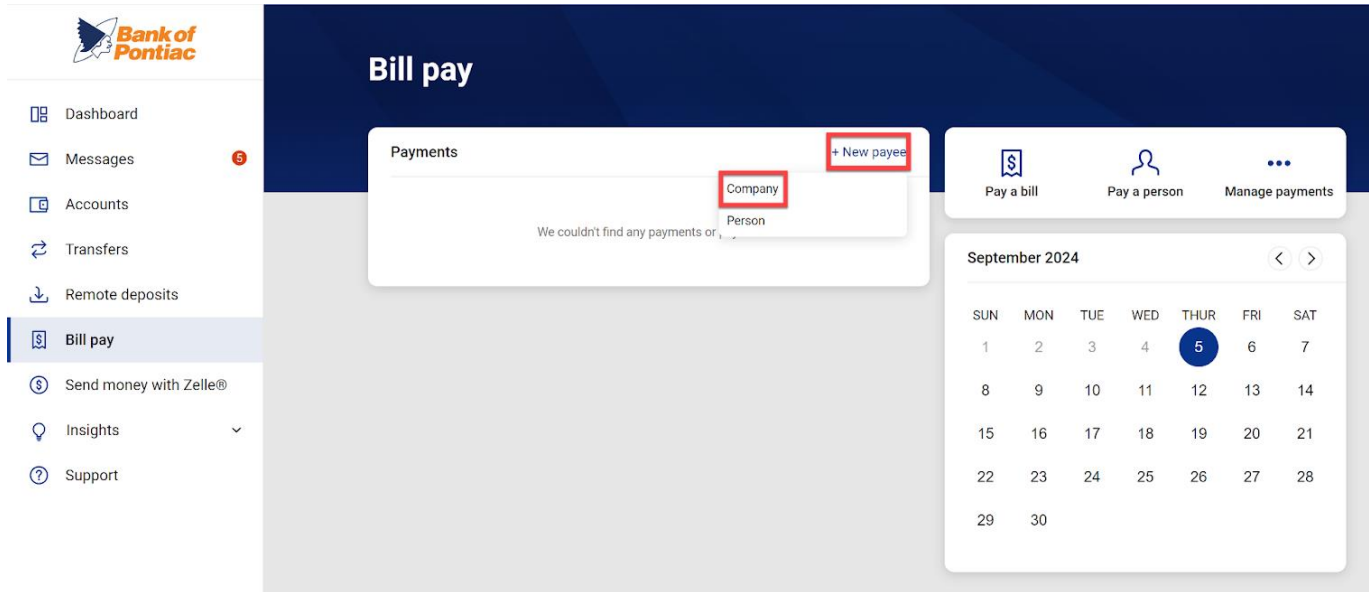 Bank of
Pontiac
Dashboard
Messages 5
Accounts
Transfers
Remote deposits
Bill pay
Send money with Zelle®
Insights
Support
Bill pay
Payments
+ New payee
Company
Person
We couldn't find any payments or
Pay a bill
Pay a person
Manage payments
September 2024
SUN MON TUE WED THUR FRI SAT
1 2 3 4 5 6 7
8 9 10 11 12 13 14
15 16 17 18 19 20 21
22 23 24 25 26 27 28
29 30